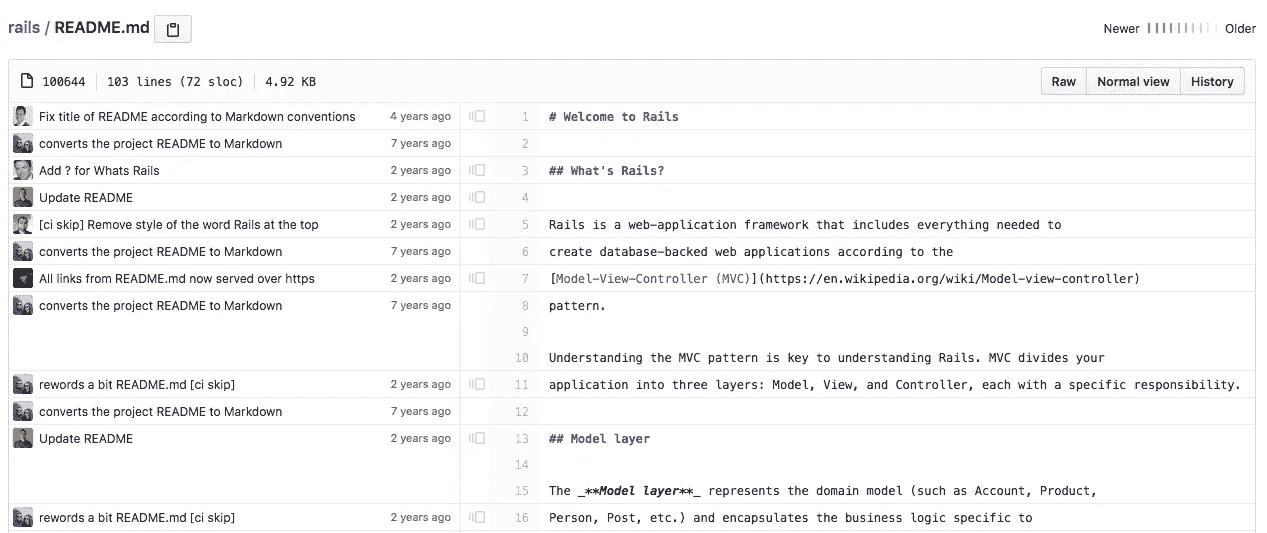 rails / README.md
Newer Older
100644 103 lines (72 sloc) 4.92 KB Raw Normal view History
Fix title of README according to Markdown conventions 4 years ago 1 # Welcome to Rails
converts the project README to Markdown 7 years ago 2
Add ? for Whats Rails 2 years ago 3 ## What's Rails?
Update README 2 years ago 4
[ci skip] Remove style of the word Rails at the top 2 years ago 5 Rails is a web-application framework that includes everything needed to
converts the project README to Markdown 7 years ago 6 create database-backed web applications according to the
All links from README.md now served over https 2 years ago 7 [Model-View-Controller (MVC)](https://en.wikipedia.org/wiki/Model-view-controller)
converts the project README to Markdown 7 years ago 8 pattern.
9
10 Understanding the MVC pattern is key to understanding Rails. MVC divides your
rewords a bit README.md [ci skip] 2 years ago 11 application into three layers: Model, View, and Controller, each with a specific responsibility.
converts the project README to Markdown 7 years ago 12
Update README 2 years ago 13 ## Model layer
14
15 The _**Model layer**_ represents the domain model (such as Account, Product,
rewords a bit README.md [ci skip] 2 years ago 16 Person, Post, etc.) and encapsulates the business logic specific to